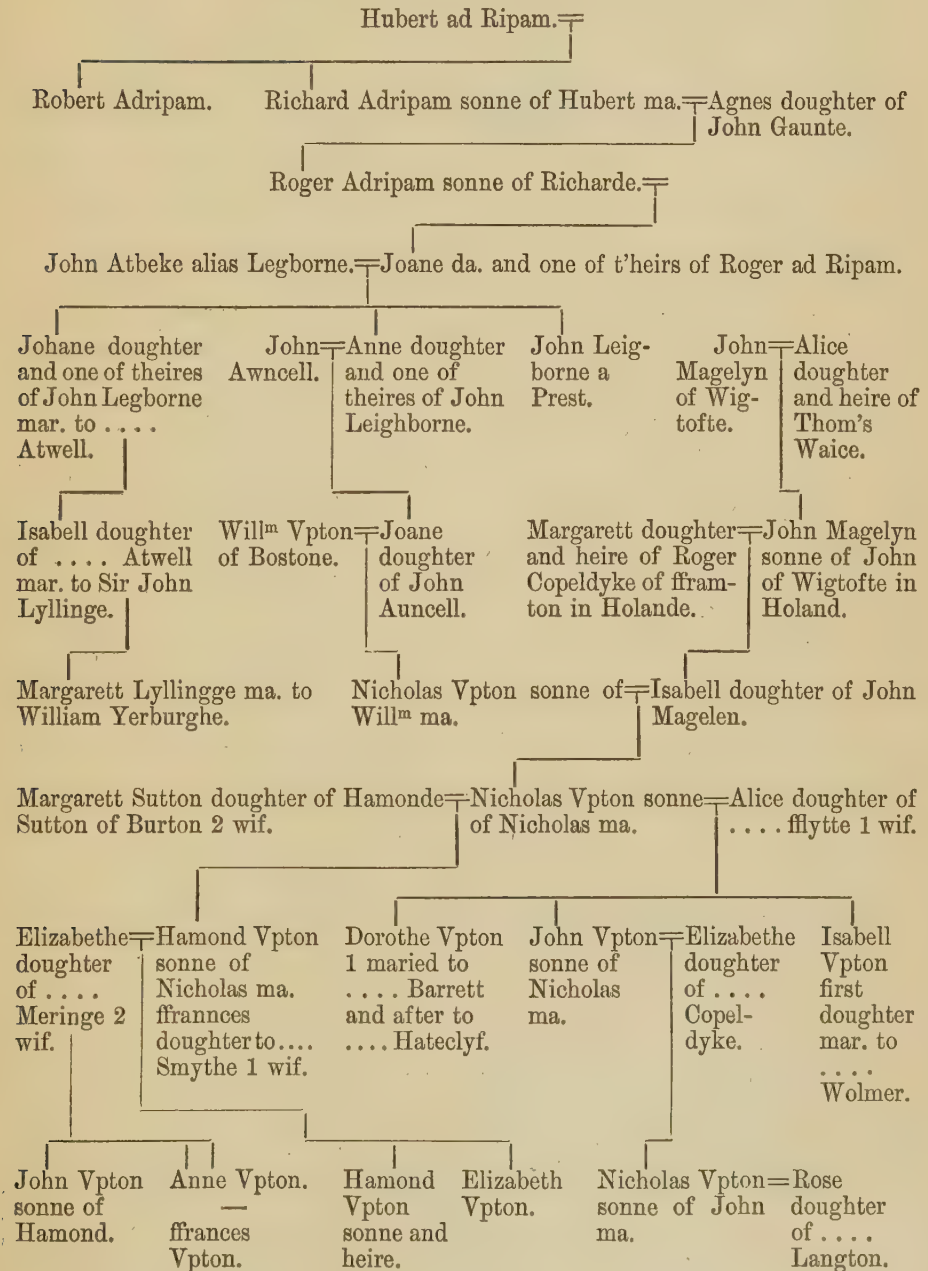 Hubert ad Ripam.
Robert Adripam.
Richard Adripam sonne of Hubert ma.
Agnes doughter of
John Gaunte.
Roger Adripam sonne of Richarde.
John Atbeke alias Legborne.
Joane da. and one of t'heirs of Roger ad Ripam.
Johane doughter
and one of theires
of John Legborne
mar. to ....
Atwell.
John
Awncell.
Anne doughter
and one of
theires of John
Leighborne.
John Leig-
borne a
Prest.
John
Magelyn
of Wig-
tofte.
Alice
doughter
and heire of
Thom's
Waice.
Isabell doughter
of .... Atwell
mar. to Sir John
Lyllinge.
Willᵐ Vpton
of Bostone.
Joane
doughter
of John
Auncell.
Margarett doughter
and heire of Roger
Copeldyke of ffram-
ton in Holande.
John Magelyn
sonne of John
of Wigtofte in
Holand.
Margarett Lyllingge ma. to
William Yerburghe.
Nicholas Vpton sonne of
Willᵐ ma.
Isabell doughter of John
Magelen.
Margarett Sutton doughter of Hamonde
Sutton of Burton 2 wif.
Nicholas Vpton sonne
of Nicholas ma.
Alice doughter of
.... fflytte 1 wif.
Elizabethe
doughter
of ....
Meringe 2
wif.
Hamond Vpton
sonne of
Nicholas ma.
ffrannces
doughter to ....
Smythe 1 wif.
Dorothe Vpton
1 maried to
.... Barrett
and after to
.... Hateclyf.
John Vpton
sonne of
Nicholas
ma.
Elizabethe
doughter
of ....
Copel-
dyke.
Isabell
Vpton
first
doughter
mar. to
....
Wolmer.
John Vpton
sonne of
Hamond.
Anne Vpton.
—
ffrances
Vpton.
Hamond
Vpton
sonne and
heire.
Elizabeth
Vpton.
Nicholas Vpton=Rose
sonne of John
ma.
doughter
of ....
Langton.